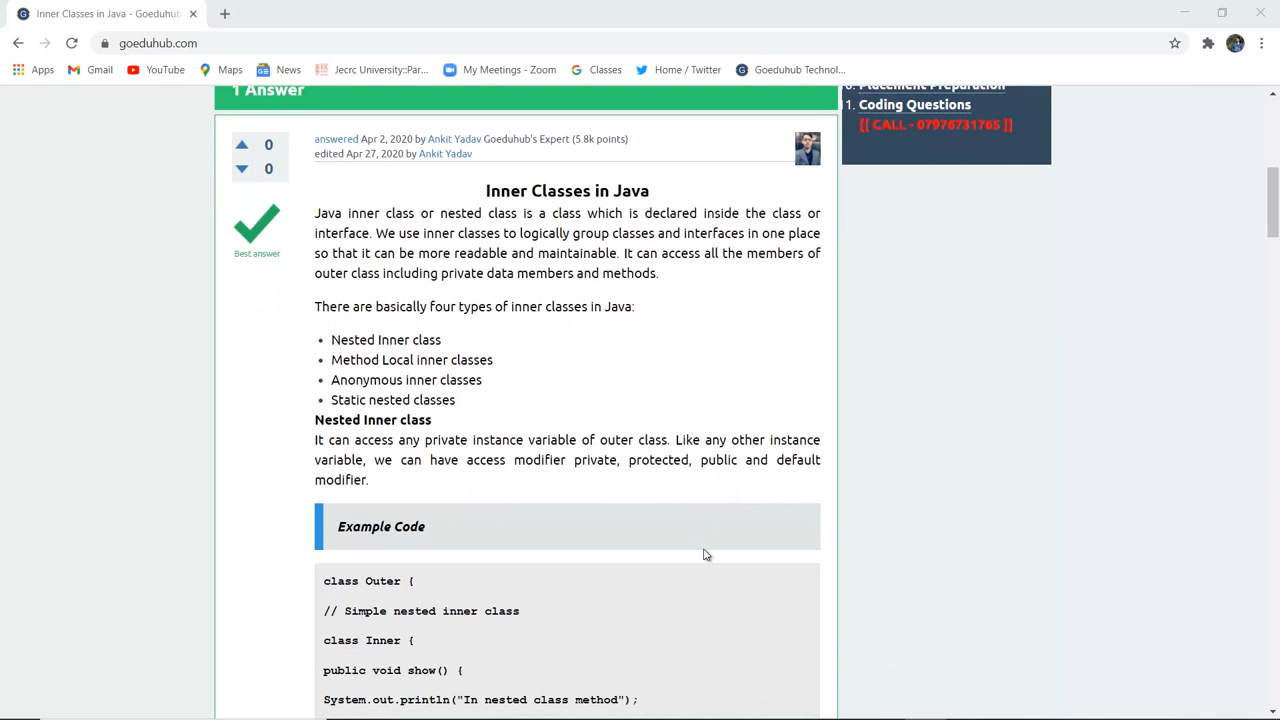 Inner Classes in Java - Goeduhub
goeduhub.com
Apps Gmail YouTube Maps News Jecrc University::Par... My Meetings - Zoom Classes Home / Twitter Goeduhub Technol...
1 Answer
Placement Preparation
11. Coding Questions
[[ CALL - 07976731765 ]]
0
0
Best answer
answered Apr 2, 2020 by Ankit Yadav Goeduhub's Expert (5.8k points)
edited Apr 27, 2020 by Ankit Yadav
Inner Classes in Java
Java inner class or nested class is a class which is declared inside the class or
interface. We use inner classes to logically group classes and interfaces in one place
so that it can be more readable and maintainable. It can access all the members of
outer class including private data members and methods.
There are basically four types of inner classes in Java:
• Nested Inner class
• Method Local inner classes
• Anonymous inner classes
• Static nested classes
Nested Inner class
It can access any private instance variable of outer class. Like any other instance
variable, we can have access modifier private, protected, public and default
modifier.
Example Code
class Outer {
// Simple nested inner class
class Inner {
public void show() {
System.out.println("In nested class method");